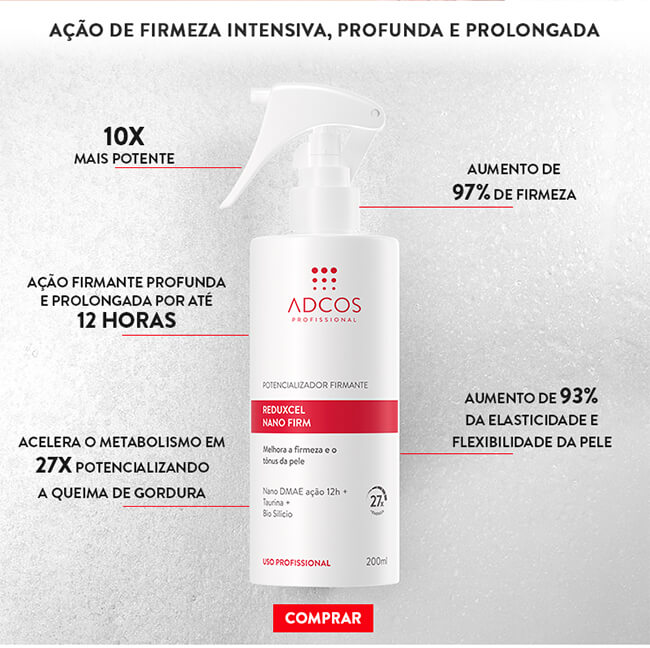 AÇÃO DE FIRMEZA INTENSIVA, PROFUNDA E PROLONGADA
10X
MAIS POTENTE
AUMENTO DE
97% DE FIRMEZA
AÇÃO FIRMANTE PROFUNDA
E PROLONGADA POR ATÉ
12 HORAS
AUMENTO DE 93%
DA ELASTICIDADE E
FLEXIBILIDADE DA PELE
ACELERA O METABOLISMO EM
27X POTENCIALIZANDO
A QUEIMA DE GORDURA
ADCOS
PROFISSIONAL
POTENCIALIZADOR FIRMANTE
REDUXCEL
NANO FIRM
Melhora a firmeza e o
tônus da pele
Nano DMAE ação 12h +
Taurina +
Bio Silício
27x
USO PROFISSIONAL
200ml
COMPRAR